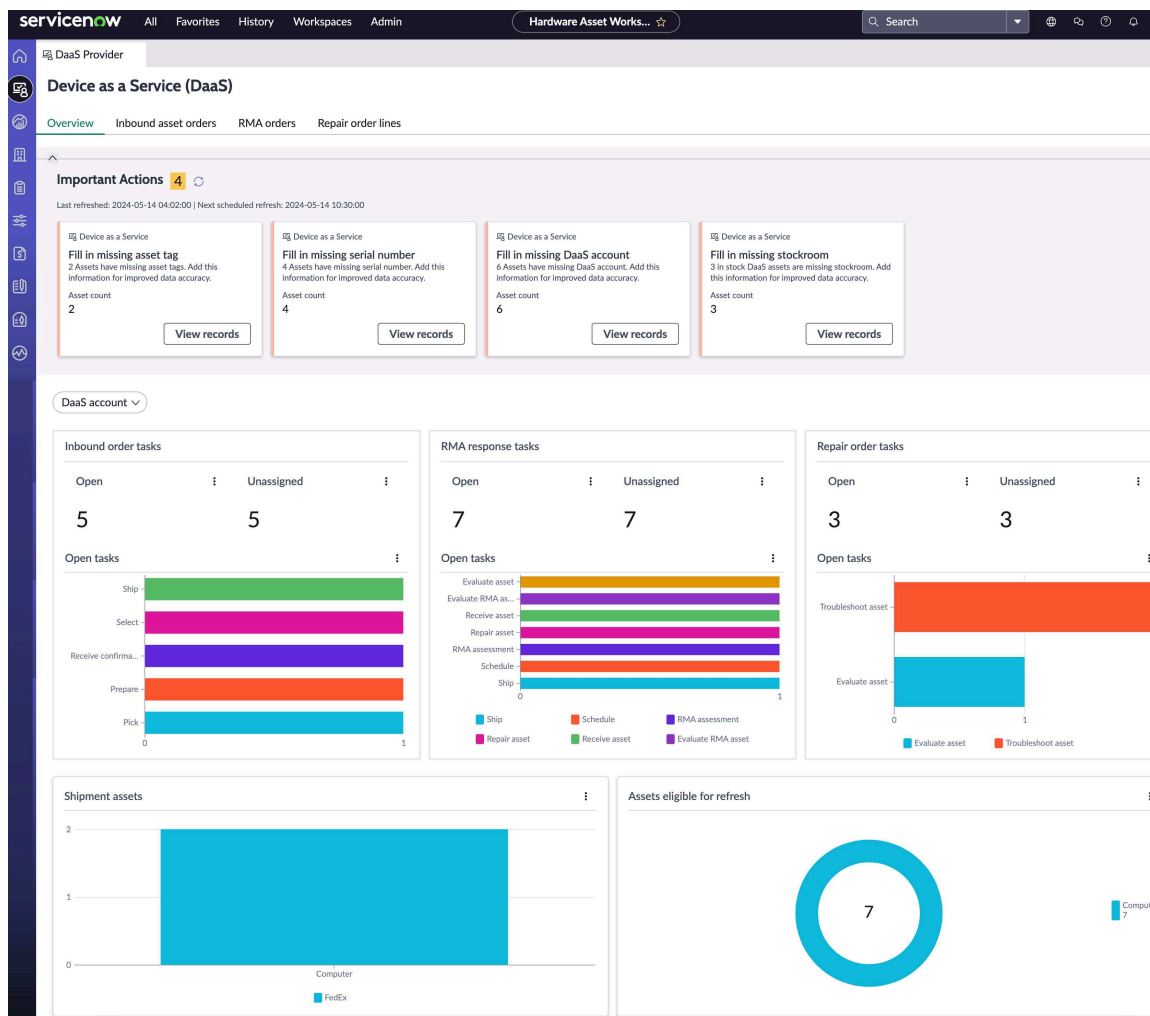 servicenow All Favorites History Workspaces Admin Hardware Asset Works... Search
DaaS Provider
Device as a Service (DaaS)
Overview Inbound asset orders RMA orders Repair order lines
Important Actions 4
Last refreshed: 2024-05-14 04:02:00 | Next scheduled refresh: 2024-05-14 10:30:00
Device as a Service
Fill in missing asset tag
2 Assets have missing asset tags. Add this
information for improved data accuracy.
Asset count
2
View records
Device as a Service
Fill in missing serial number
4 Assets have missing serial number. Add this
information for improved data accuracy.
Asset count
4
View records
Device as a Service
Fill in missing DaaS account
6 Assets have missing DaaS account. Add this
information for improved data accuracy.
Asset count
6
View records
Device as a Service
Fill in missing stockroom
3 in stock DaaS assets are missing stockroom. Add
this information for improved data accuracy.
Asset count
3
View records
DaaS account
Inbound order tasks
Open Unassigned
5 5
Open tasks
Ship
Select
Receive confirma...
Prepare
Pick
0 1
RMA response tasks
Open Unassigned
7 7
Open tasks
Evaluate asset
Evaluate RMA as...
Receive asset
Repair asset
RMA assessment
Schedule
Ship
0 1
Ship Schedule RMA assessment
Repair asset Receive asset Evaluate RMA asset
Repair order tasks
Open Unassigned
3 3
Open tasks
Troubleshoot asset
Evaluate asset
0 1
Evaluate asset Troubleshoot asset
Shipment assets
2
1
0
Computer
FedEx
Assets eligible for refresh
7
Comput
7